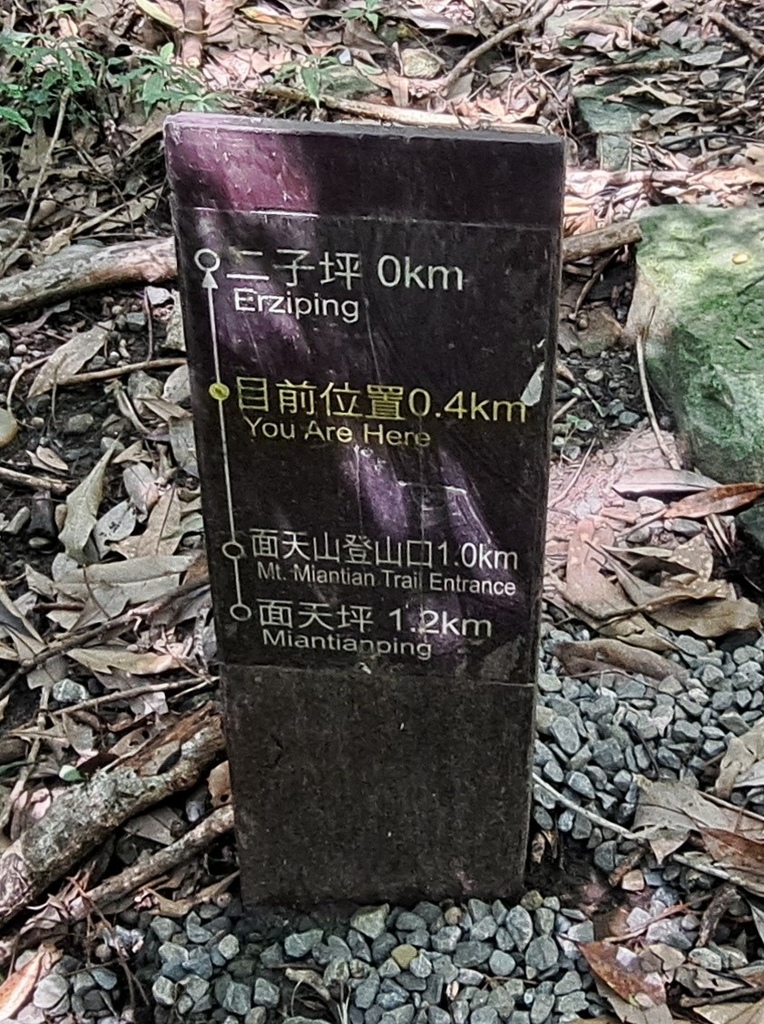 二子坪 0km
Erziping
目前位置0.4km
You Are Here
面天山登山口1.0km
Mt. Miantian Trail Entrance
面天坪 1.2km
Miantianping